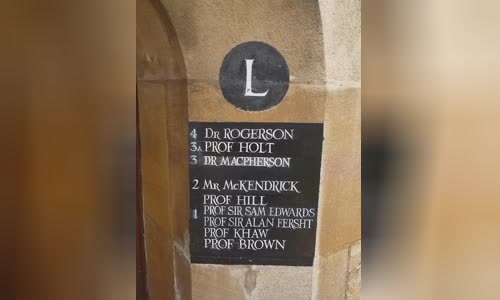 L
4 DR ROGERSON
3A PROF HOLT
3 DR MACPHERSON
2 MR MCKENDRICK
PROF HILL
1 PROF SIR SAM EDWARDS
PROF SIR ALAN FERSHT
PROF KHAW
PROF BROWN